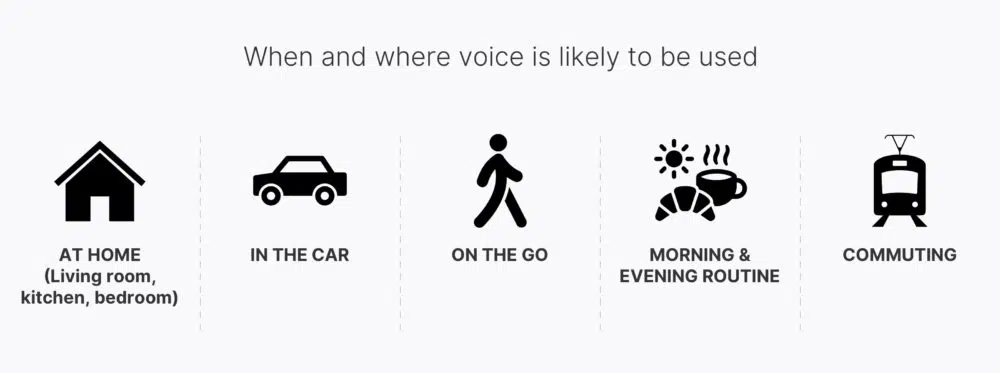 When and where voice is likely to be used
AT HOME
(Living room,
kitchen, bedroom)
IN THE CAR
ON THE GO
MORNING &
EVENING ROUTINE
COMMUTING